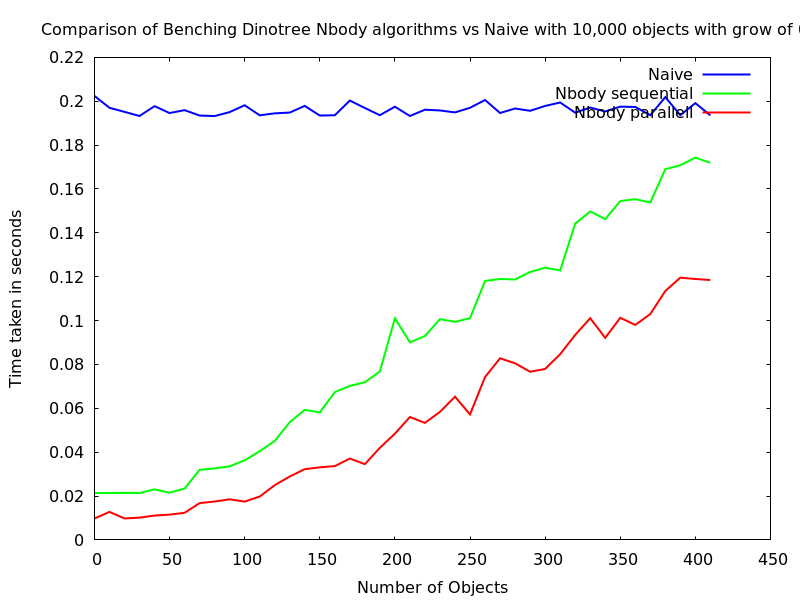 Comparison of Benching Dinotree Nbody algorithms vs Naive with 10,000 objects with grow of
0.22
0.2
0.18
0.16
0.14
0.12
0.1
0.08
0.06
0.04
0.02
0
Time taken in seconds
Naive
Nbody sequential
Nbody parallel
0 50 100 150 200 250 300 350 400 450
Number of Objects